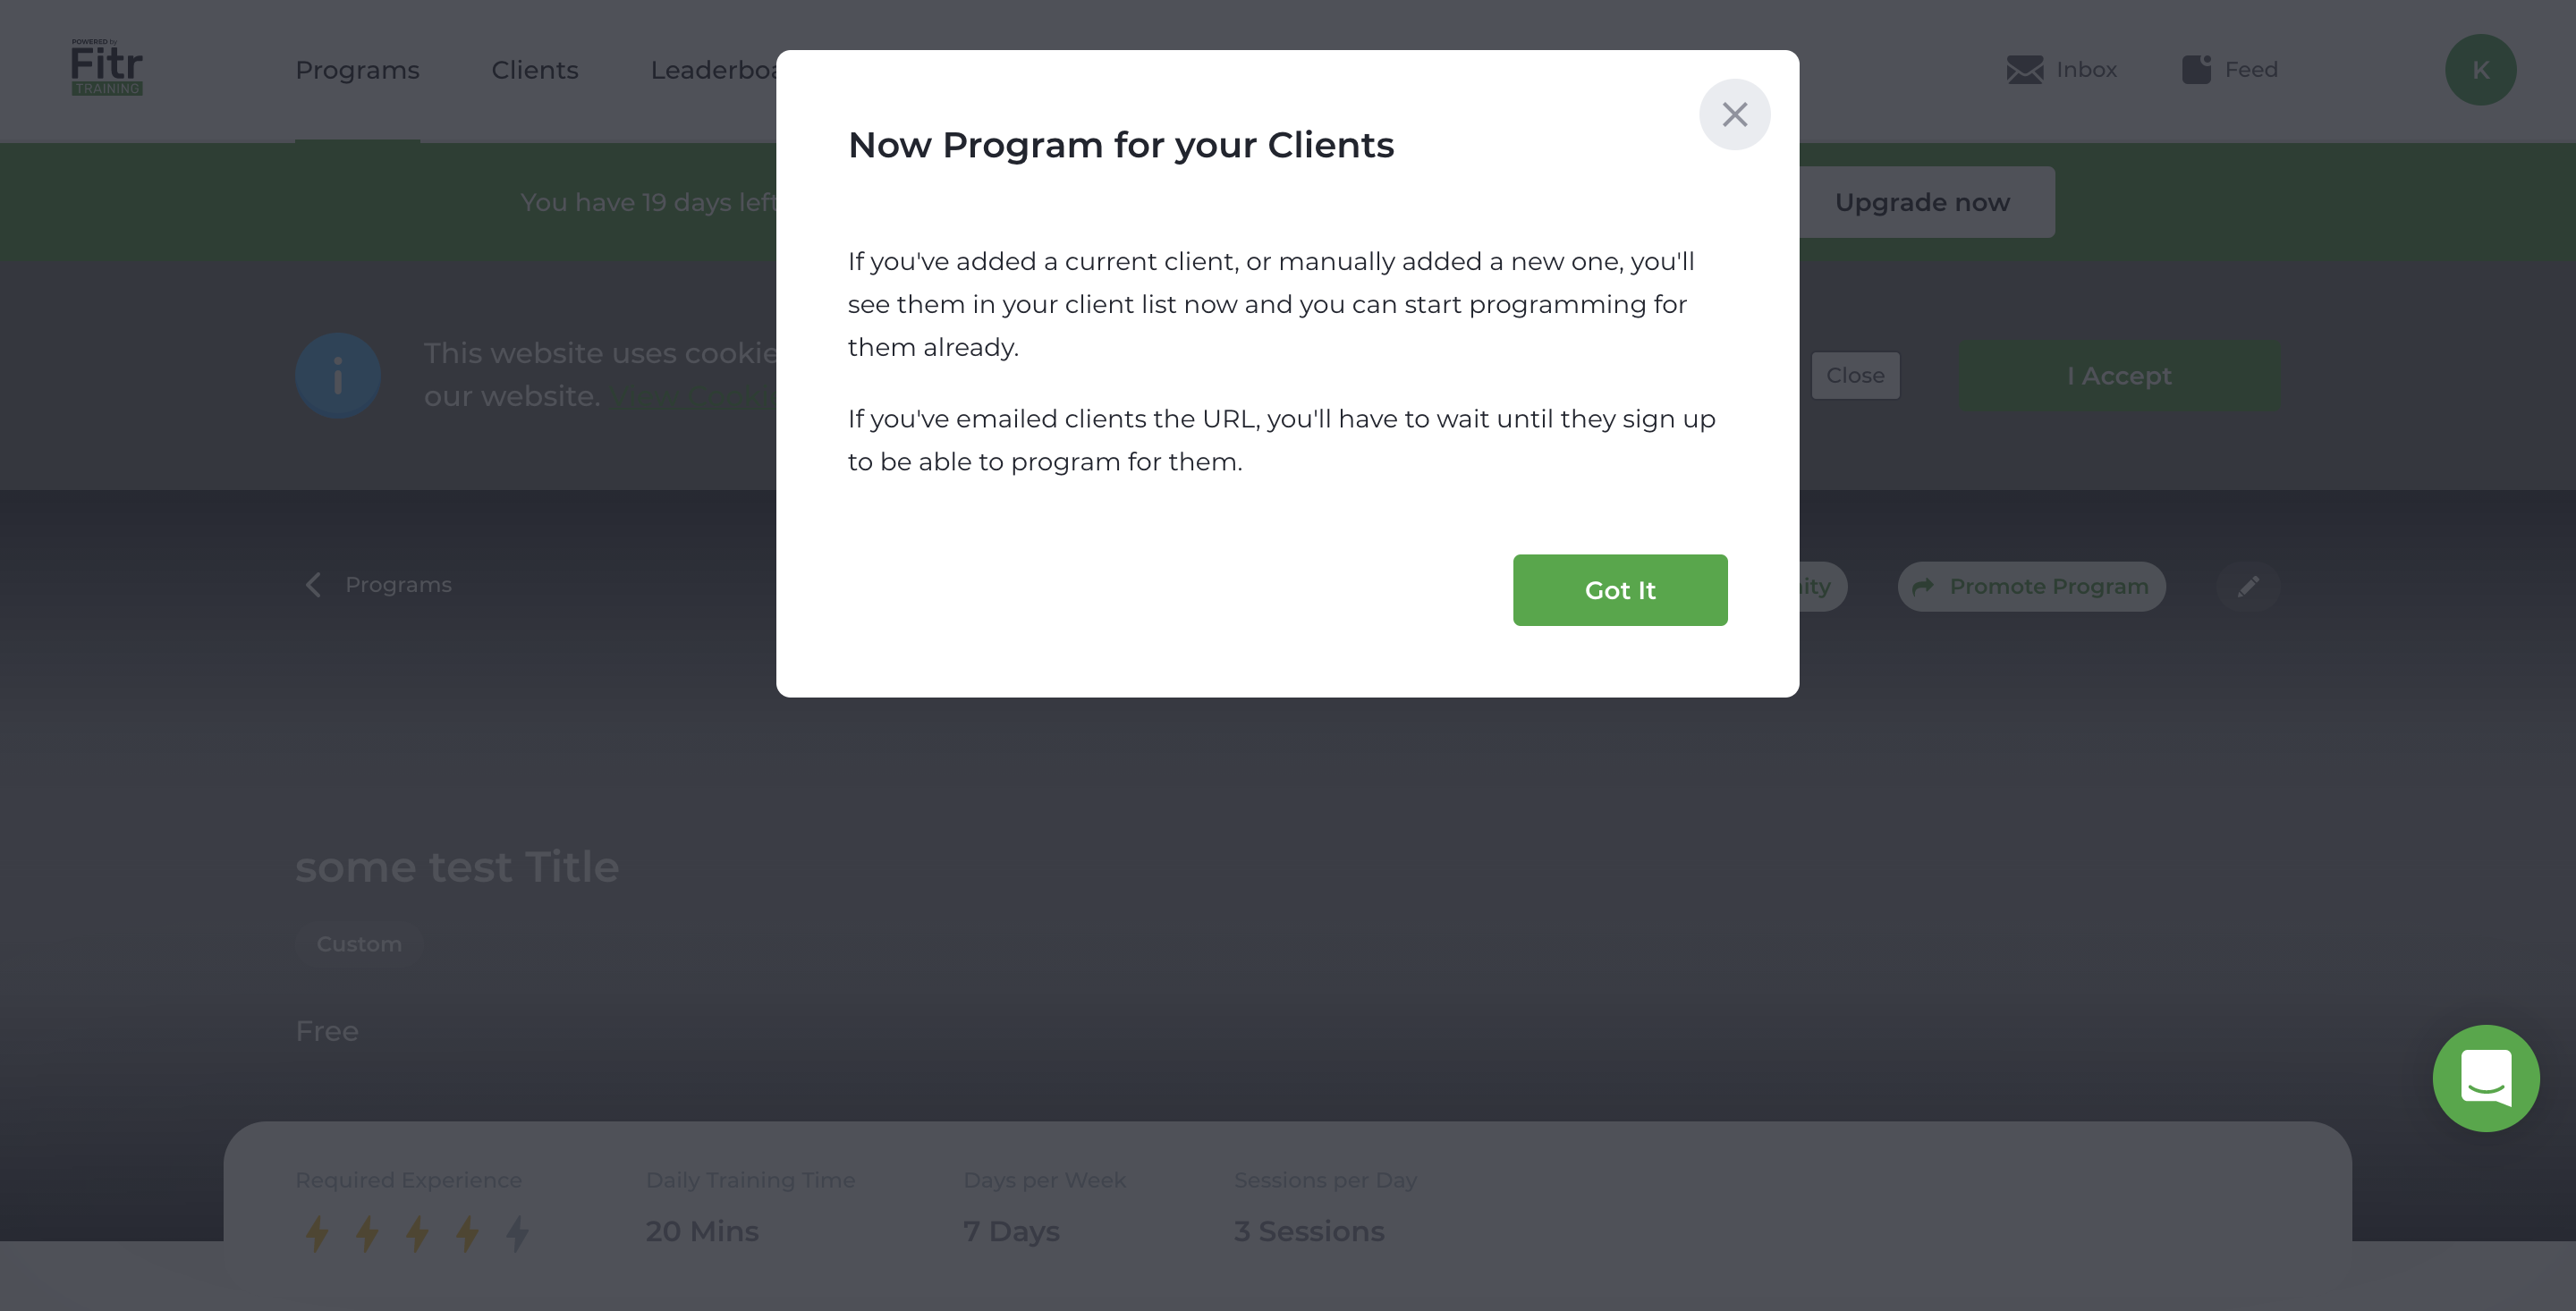 POWERED by
Fitr
TRAINING
Programs
Clients
Inbox
Feed
K
You have 19 days left
Upgrade now
This website uses
our website.
Close
I Accept
Now Program for your Clients
If you've added a current client, or manually added a new one, you'll
see them in your client list now and you can start programming for
them already.
If you've emailed clients the URL, you'll have to wait until they sign up
to be able to program for them.
Got It
Programs
Promote Program
some test Title
Custom
Free
Required Experience
Daily Training Time
Days per Week
Sessions per Day
20 Mins
7 Days
3 Sessions